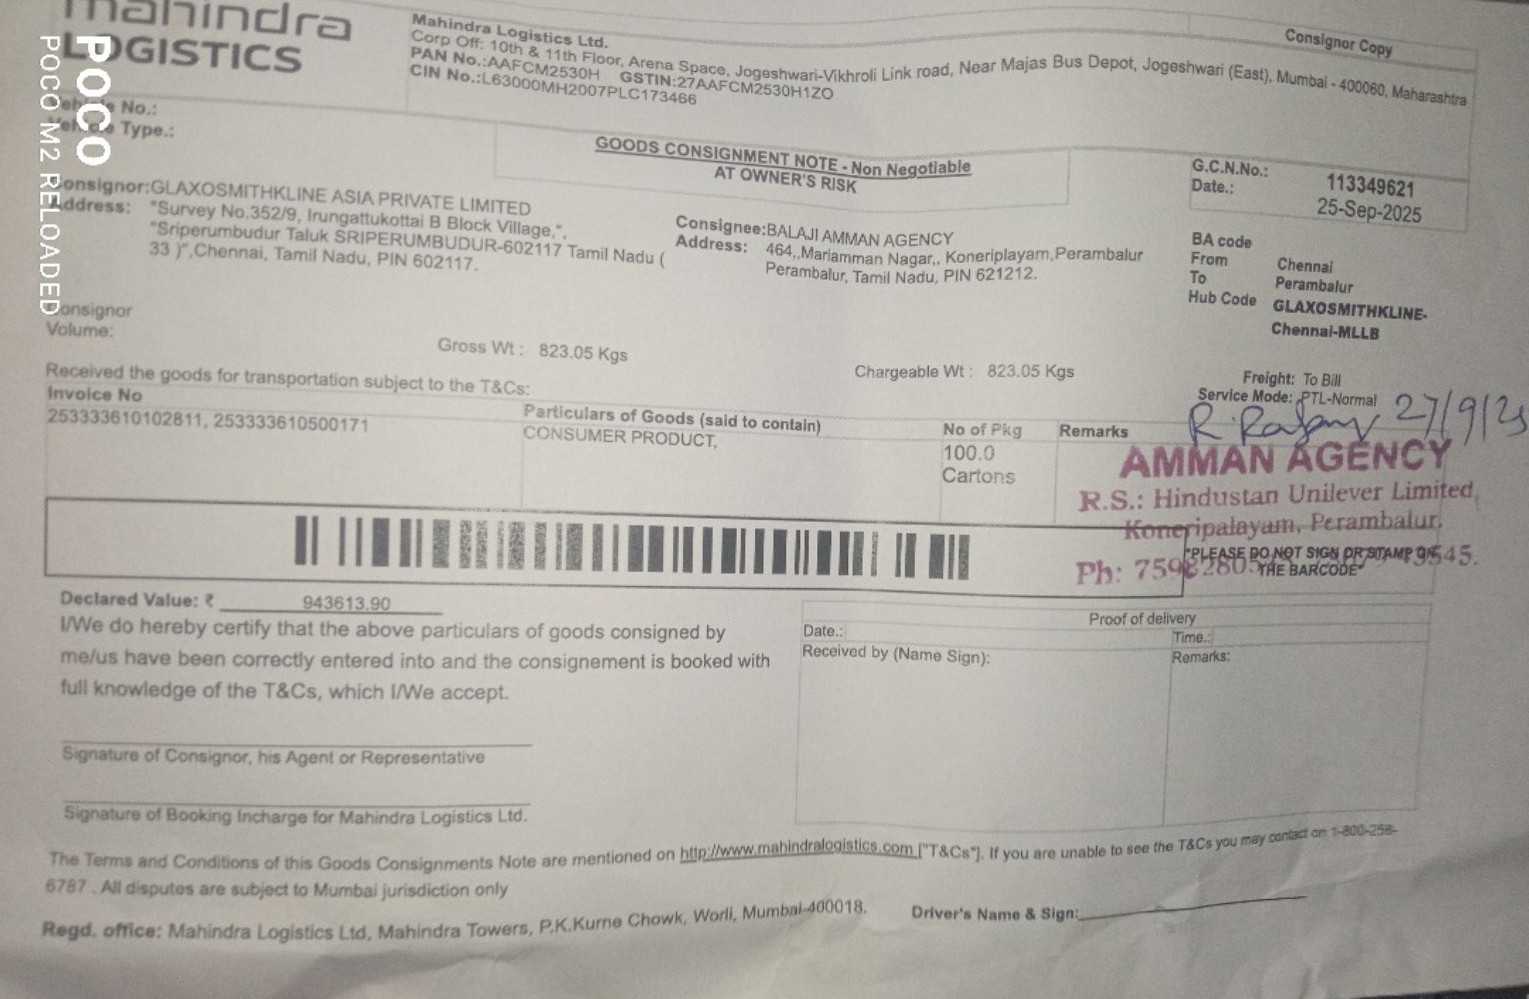 mahindra
LOGISTICS
Consignor Copy
Mahindra Logistics Ltd.
Corp Off: 10th & 11th Floor, Arena Space, Jogeshwari-Vikhroli Link road, Near Majas Bus Depot, Jogeshwari (East), Mumbai - 400060, Maharashtra
PAN No.:AAFCM2530H GSTIN:27AAFCM2530H1ZO
CIN No.:L63000MH2007PLC173466
POCO
POCO M2 RELOADED
Vehicle No.:
Vehicle Type.:
GOODS CONSIGNMENT NOTE - Non Negotiable
AT OWNER'S RISK
G.C.N.No.: 113349621
Date.: 25-Sep-2025
Consignor:GLAXOSMITHKLINE ASIA PRIVATE LIMITED
Address: "Survey No.352/9, Irungattukottai B Block Village,",
"Sriperumbudur Taluk SRIPERUMBUDUR-602117 Tamil Nadu (
33 )",Chennai, Tamil Nadu, PIN 602117.
Consignee:BALAJI AMMAN AGENCY
Address: 464,,Mariamman Nagar,, Koneriplayam,Perambalur
Perambalur, Tamil Nadu, PIN 621212.
BA code
From Chennai
To Perambalur
Hub Code GLAXOSMITHKLINE-
Chennai-MLLB
Consignor
Volume:
Gross Wt : 823.05 Kgs
Chargeable Wt : 823.05 Kgs
Freight: To Bill
Service Mode: PTL-Normal
Received the goods for transportation subject to the T&Cs:
Invoice No
253333610102811, 253333610500171
Particulars of Goods (said to contain)
CONSUMER PRODUCT,
No of Pkg
100.0
Cartons
Remarks
R. 27/9/25
AMMAN AGENCY
R.S.: Hindustan Unilever Limited,
Koneripalayam, Perambalur.
Ph:
"PLEASE DO NOT SIGN OR STAMP ON
THE BARCODE"
Declared Value: ₹ 943613.90
I/We do hereby certify that the above particulars of goods consigned by
me/us have been correctly entered into and the consignement is booked with
full knowledge of the T&Cs, which I/We accept.
Proof of delivery
Date.:
Time.:
Received by (Name Sign):
Remarks:
Signature of Consignor, his Agent or Representative
Signature of Booking Incharge for Mahindra Logistics Ltd.
The Terms and Conditions of this Goods Consignments Note are mentioned on http://www.mahindralogistics.com ["T&Cs"]. If you are unable to see the T&Cs you may contact on 1-800-258-
6787 . All disputes are subject to Mumbai jurisdiction only
Regd. office: Mahindra Logistics Ltd, Mahindra Towers, P.K.Kurne Chowk, Worli, Mumbai-400018.
Driver's Name & Sign: